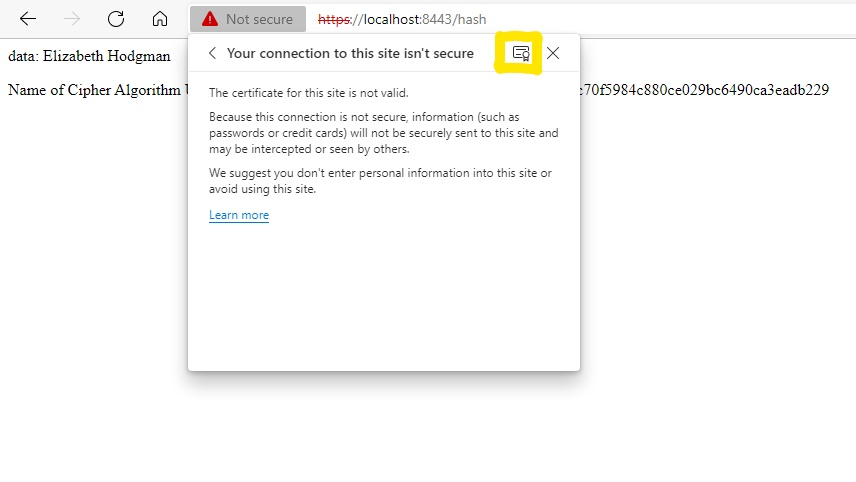 Not secure https://localhost:8443/hash
data: Elizabeth Hodgman
Your connection to this site isn't secure
Name of Cipher Algorithm :70f5984c880ce029bc6490ca3eadb229
The certificate for this site is not valid.
Because this connection is not secure, information (such as
passwords or credit cards) will not be securely sent to this site and
may be intercepted or seen by others.
We suggest you don't enter personal information into this site or
avoid using this site.
Learn more